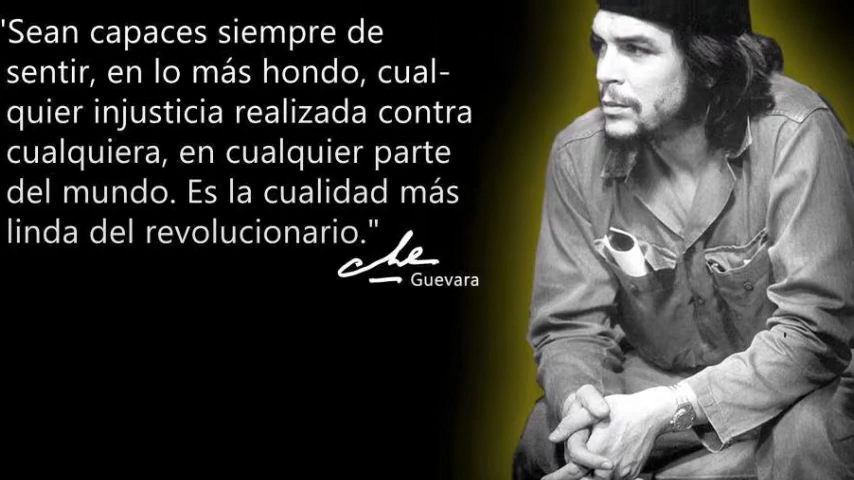 'Sean capaces siempre de
sentir, en lo más hondo, cual-
quier injusticia realizada contra
cualquiera, en cualquier parte
del mundo. Es la cualidad más
linda del revolucionario."
che
Guevara